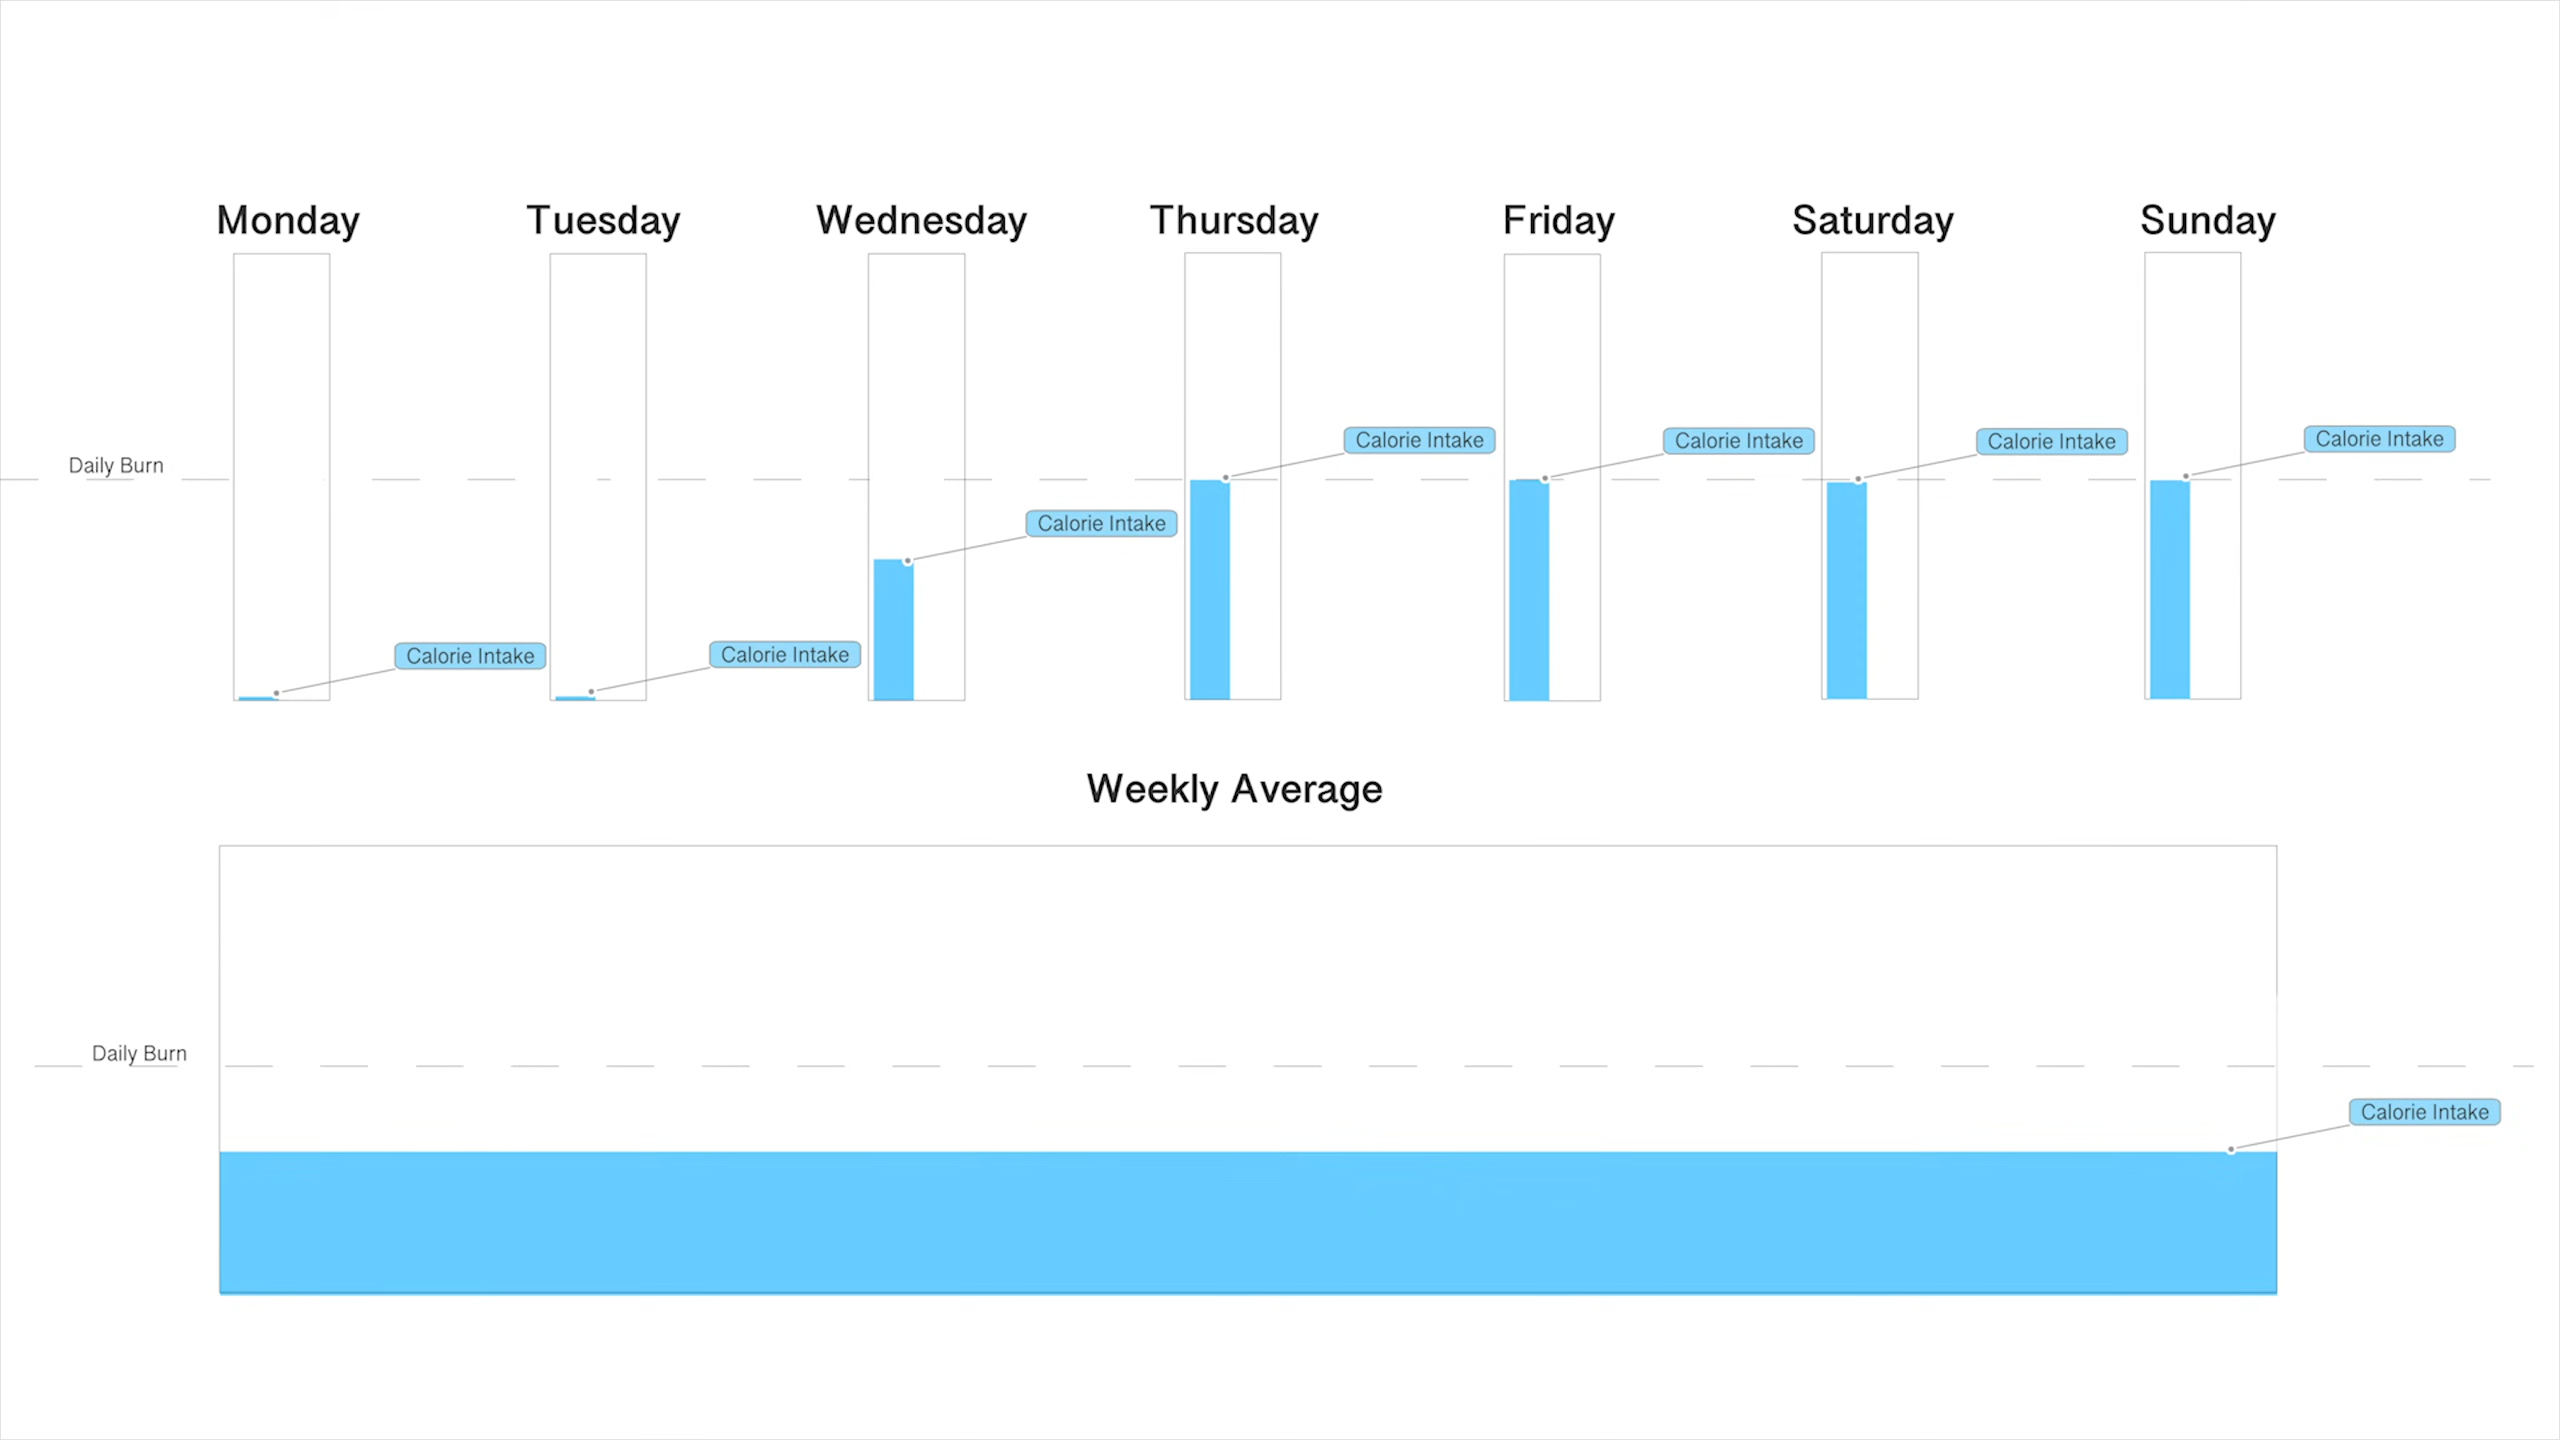 Monday
Tuesday
Wednesday
Thursday
Friday
Saturday
Sunday
Daily Burn
Calorie Intake
Calorie Intake
Calorie Intake
Calorie Intake
Calorie Intake
Calorie Intake
Calorie Intake
Weekly Average
Daily Burn
Calorie Intake